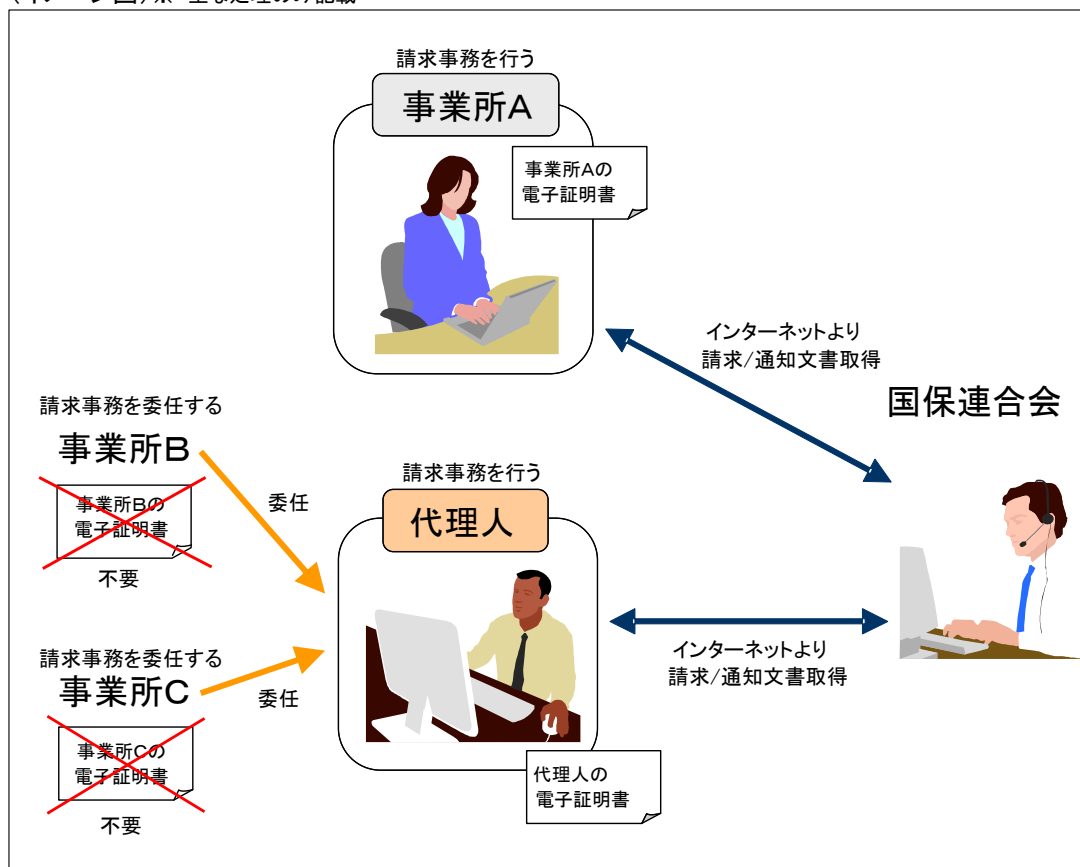 請求事務を行う
事業所A
事業所Aの
電子証明書
インターネットより
請求/通知文書取得
国保連合会
請求事務を委任する
事業所B
事業所Bの
電子証明書
不要
委任
請求事務を行う
代理人
請求事務を委任する
事業所C
委任
事業所Cの
電子証明書
不要
インターネットより
請求/通知文書取得
代理人の
電子証明書